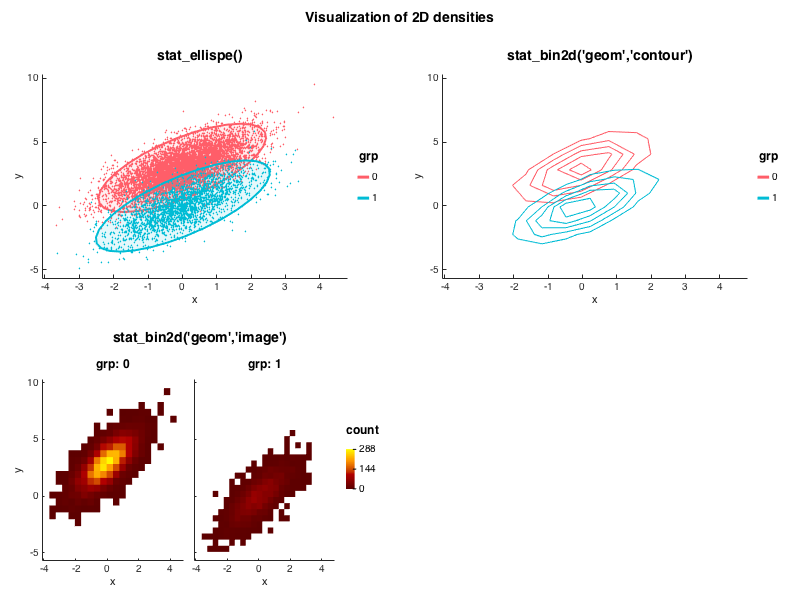 Visualization of 2D densities
stat_ellispe()
10
5
0
-5
y
-4 -3 -2 -1 0 1 2 3 4
x
grp
0
1
stat_bin2d('geom','contour')
10
5
0
-5
y
-4 -3 -2 -1 0 1 2 3 4
x
grp
0
1
stat_bin2d('geom','image')
grp: 0
grp: 1
10
5
0
-5
y
-4 -2 0 2 4
x
-4 -2 0 2 4
x
count
288
144
0